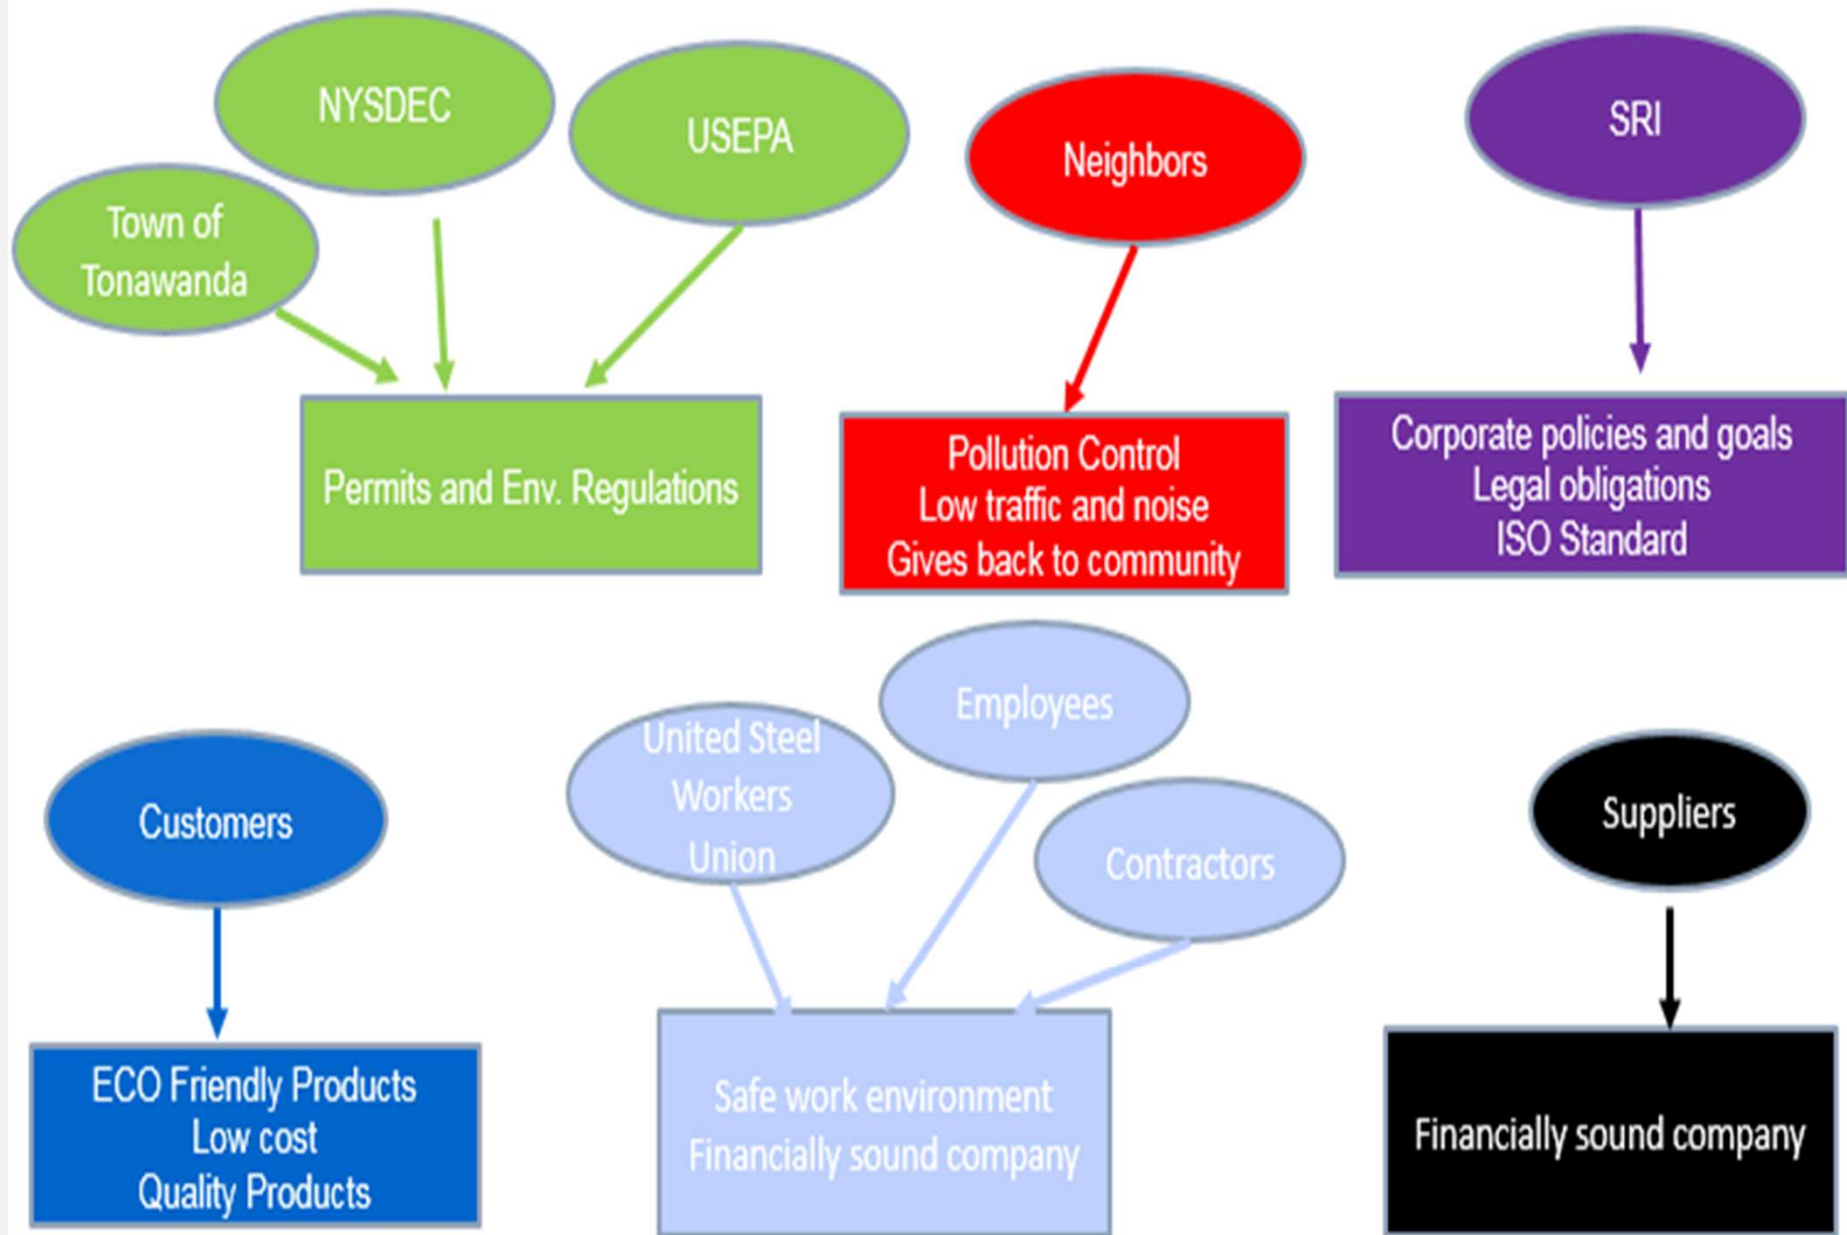 NYSDEC
USEPA
Town of
Tonawanda
Neighbors
SRI
Permits and Env. Regulations
Pollution Control
Low traffic and noise
Gives back to community
Corporate policies and goals
Legal obligations
ISO Standard
Customers
United Steel
Workers
Union
Employees
Contractors
Suppliers
ECO Friendly Products
Low cost
Quality Products
Safe work environment
Financially sound company
Financially sound company